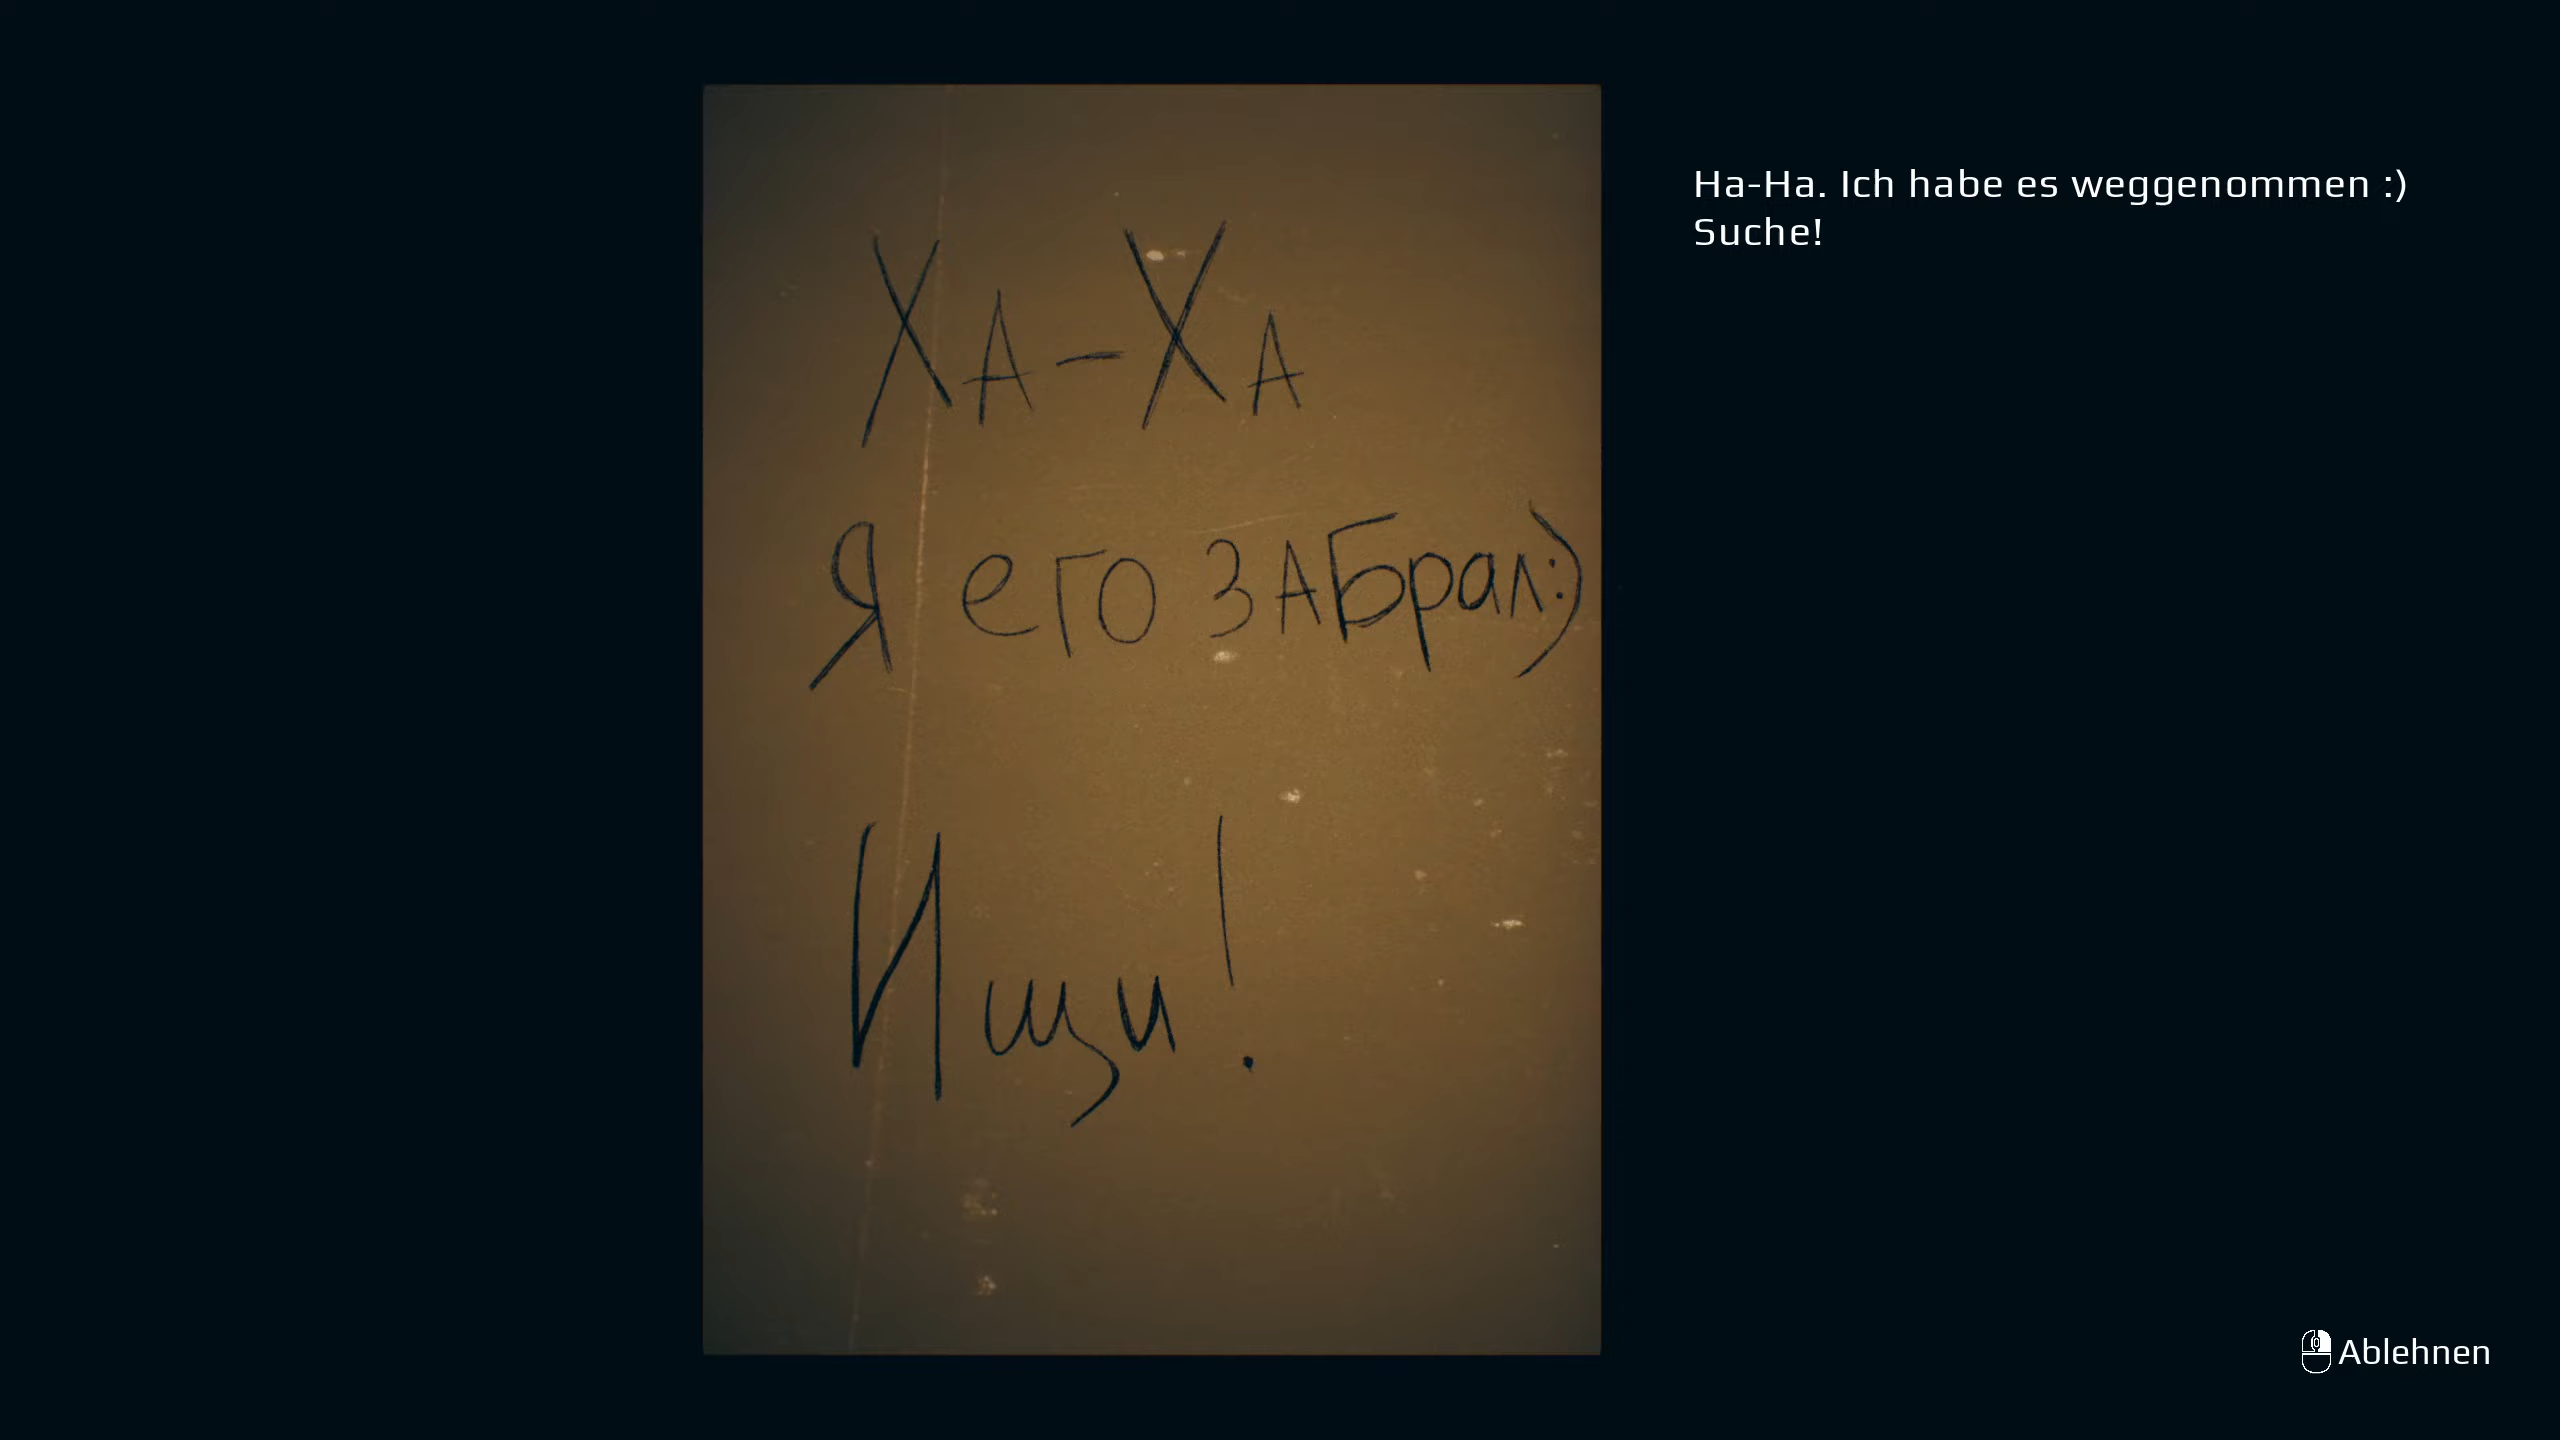 Ха-Ха
Я его забрал:)
Ищи!
Ha-Ha. Ich habe es weggenommen :)
Suche!
Ablehnen